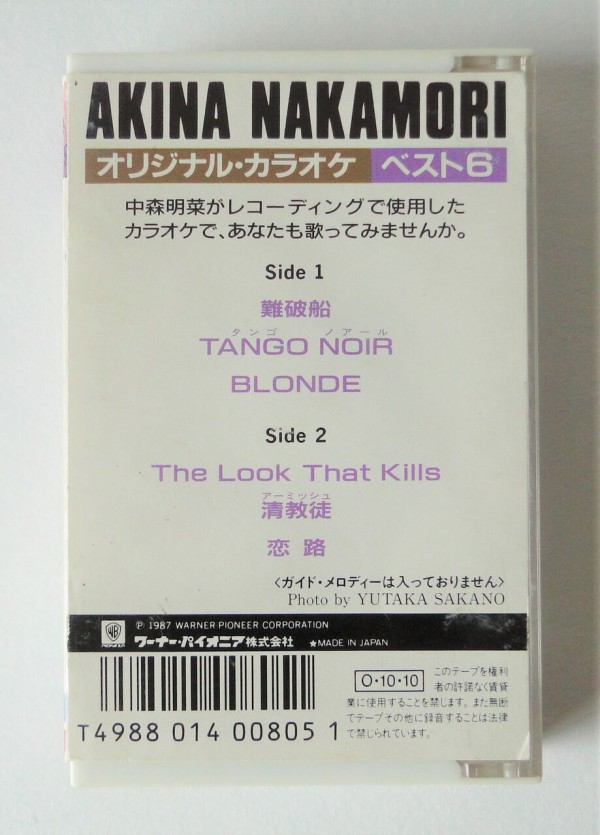 AKINA NAKAMORI
オリジナル・カラオケ ベスト6
中森明菜がレコーディングで使用した
カラオケで、あなたも歌ってみませんか。
Side 1
難破船
タンゴ ノアール
TANGO NOIR
BLONDE
Side 2
The Look That Kills
アーミッシュ
清教徒
恋路
〈ガイド・メロディーは入っておりません〉
Photo by YUTAKA SAKANO
℗ 1987 WARNER PIONEER CORPORATION
ワーナー・パイオニア株式会社 ★MADE IN JAPAN
WB
PIONEER
O・10・10
このテープを権利
者の許諾なく賃貸
業に使用することを禁じます。また無断
でテープその他に録音することは法律
で禁じられています。
T4988 014 00805 1